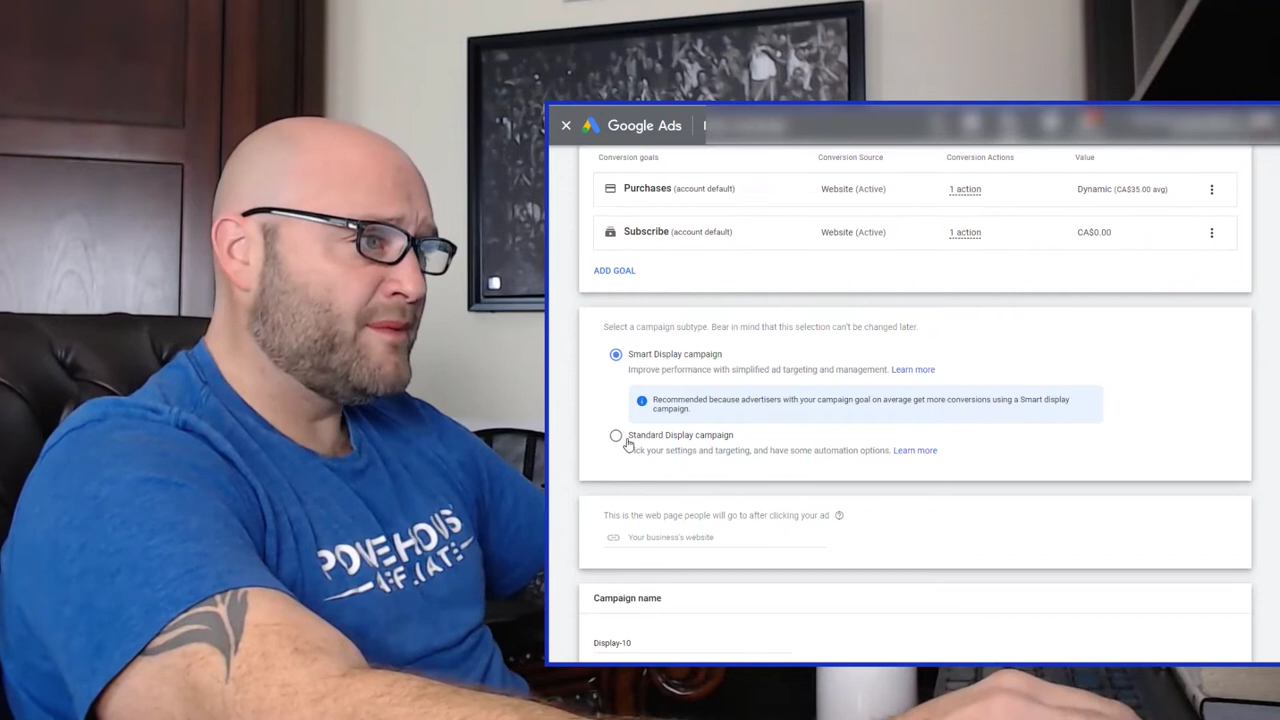 Google Ads
Conversion goals Conversion Source Conversion Actions Value
Purchases (account default) Website (Active) 1 action Dynamic (CA$35.00 avg)
Subscribe (account default) Website (Active) 1 action CA$0.00
ADD GOAL
Select a campaign subtype. Bear in mind that this selection can't be changed later.
Smart Display campaign
Improve performance with simplified ad targeting and management. Learn more
Recommended because advertisers with your campaign goal on average get more conversions using a Smart display
campaign.
Standard Display campaign
your settings and targeting, and have some automation options. Learn more
This is the web page people will go to after clicking your ad
Your business's website
Campaign name
Display-10